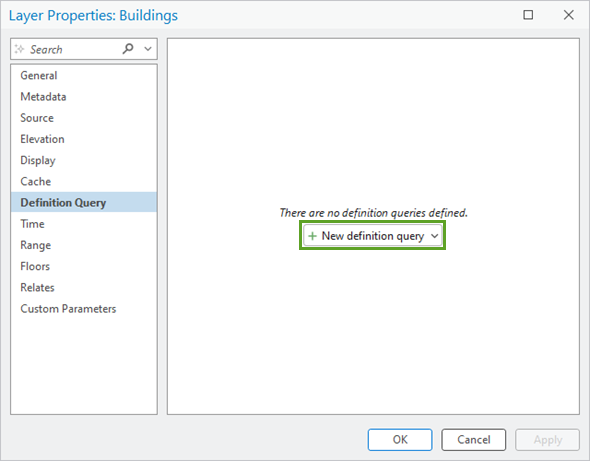 Layer Properties: Buildings
Search
General
Metadata
Source
Elevation
Display
Cache
Definition Query
Time
Range
Floors
Relates
Custom Parameters
There are no definition queries defined.
New definition query
OK Cancel Apply